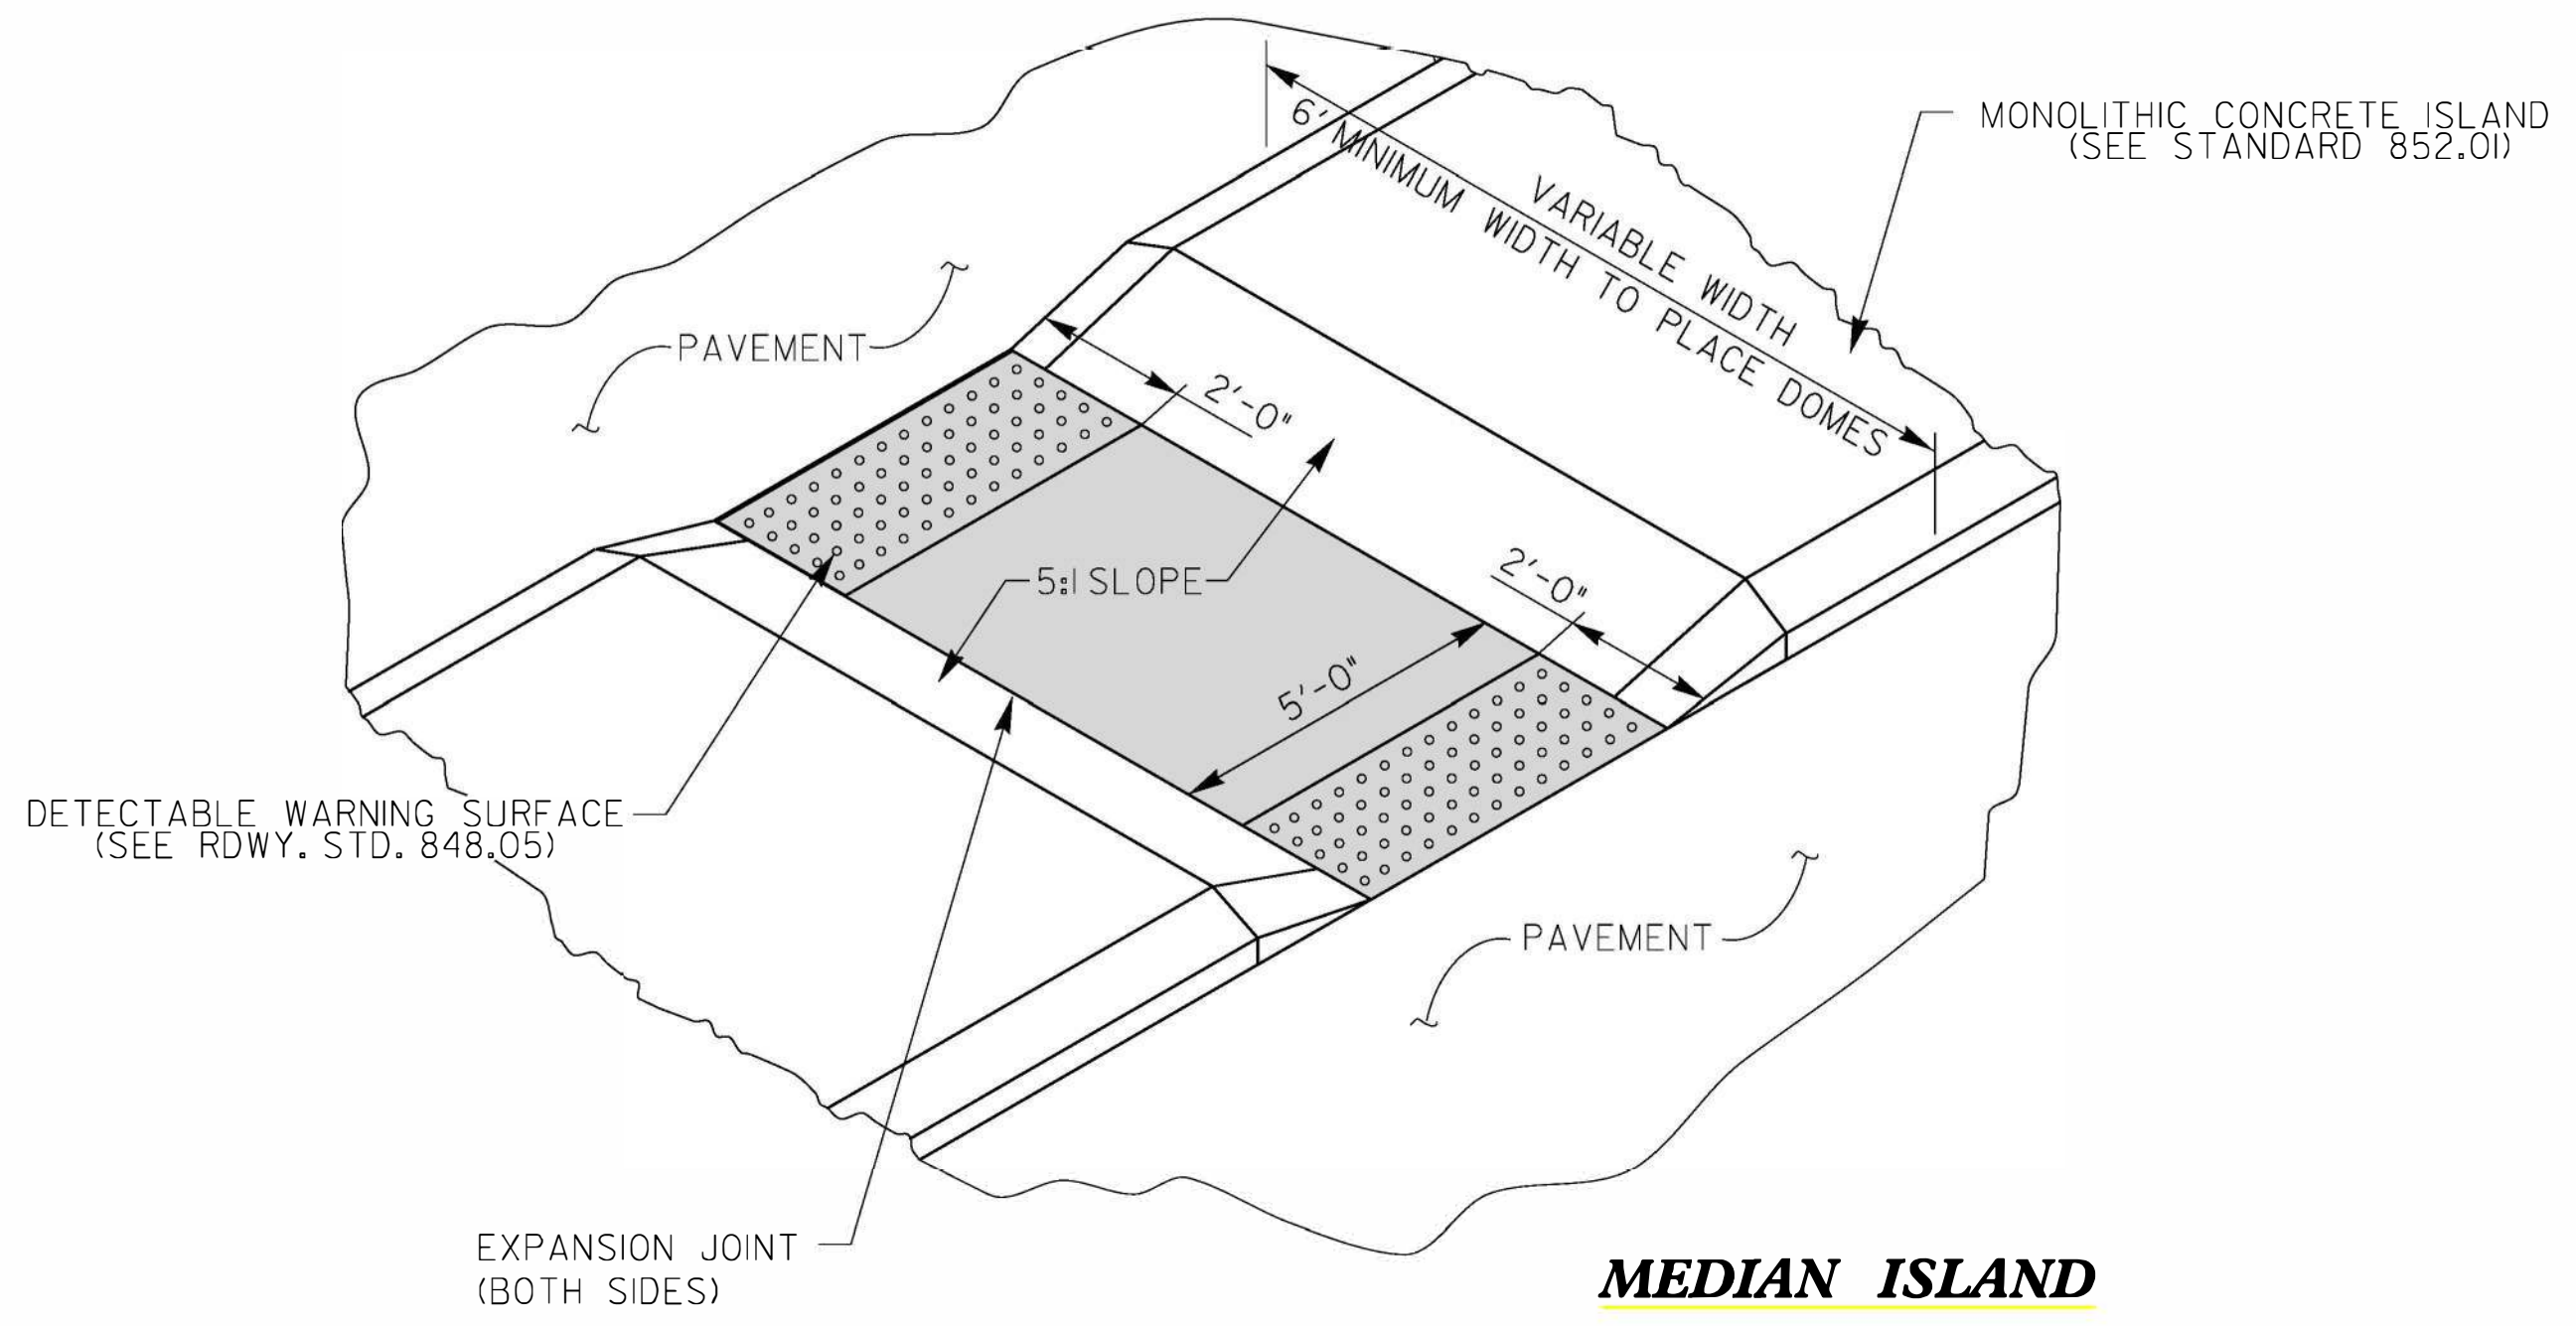 MONOLITHIC CONCRETE ISLAND
(SEE STANDARD 852.01)
6' MINIMUM WIDTH TO PLACE DOMES
VARIABLE WIDTH
PAVEMENT
2'-0"
5:1 SLOPE
2'-0"
5'-0"
DETECTABLE WARNING SURFACE
(SEE RDWY. STD. 848.05)
PAVEMENT
EXPANSION JOINT
(BOTH SIDES)
MEDIAN ISLAND